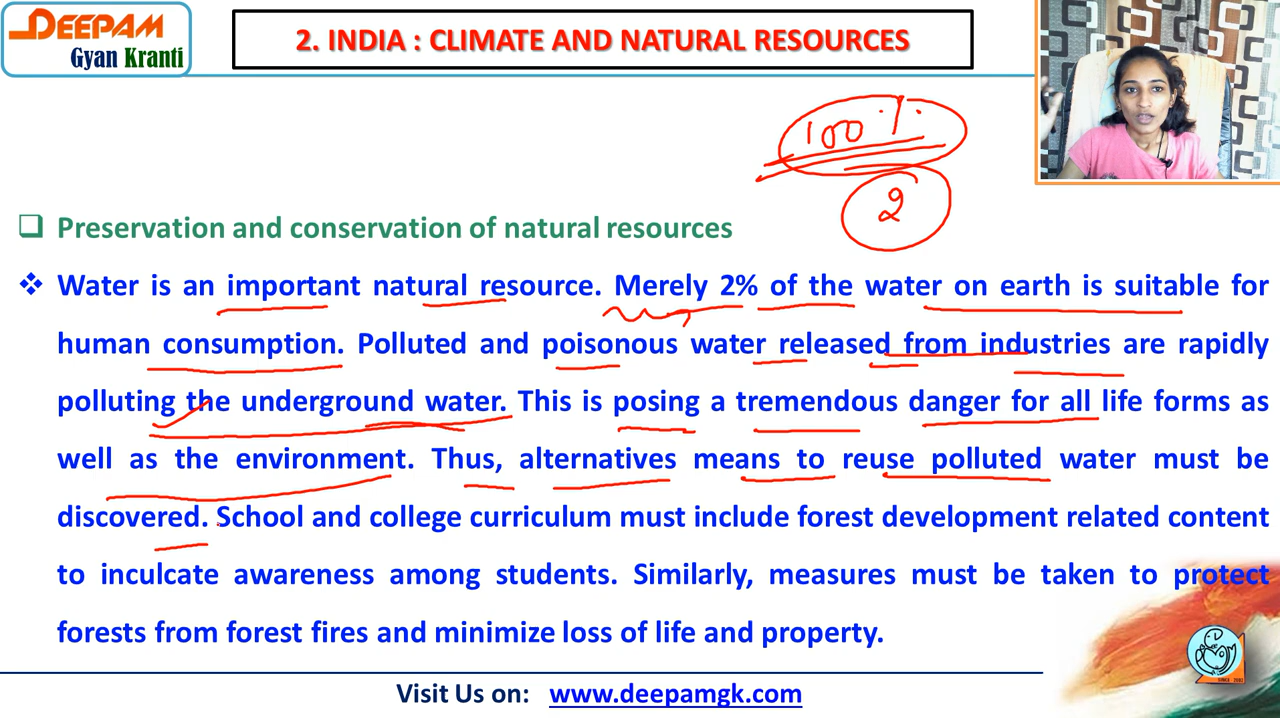 DEEPAM
Gyan Kranti
2. INDIA : CLIMATE AND NATURAL RESOURCES
100 %
2
❑ Preservation and conservation of natural resources
❖ Water is an important natural resource. Merely 2% of the water on earth is suitable for
human consumption. Polluted and poisonous water released from industries are rapidly
polluting the underground water. This is posing a tremendous danger for all life forms as
well as the environment. Thus, alternatives means to reuse polluted water must be
discovered. School and college curriculum must include forest development related content
to inculcate awareness among students. Similarly, measures must be taken to protect
forests from forest fires and minimize loss of life and property.
SINCE 2002
Visit Us on: www.deepamgk.com